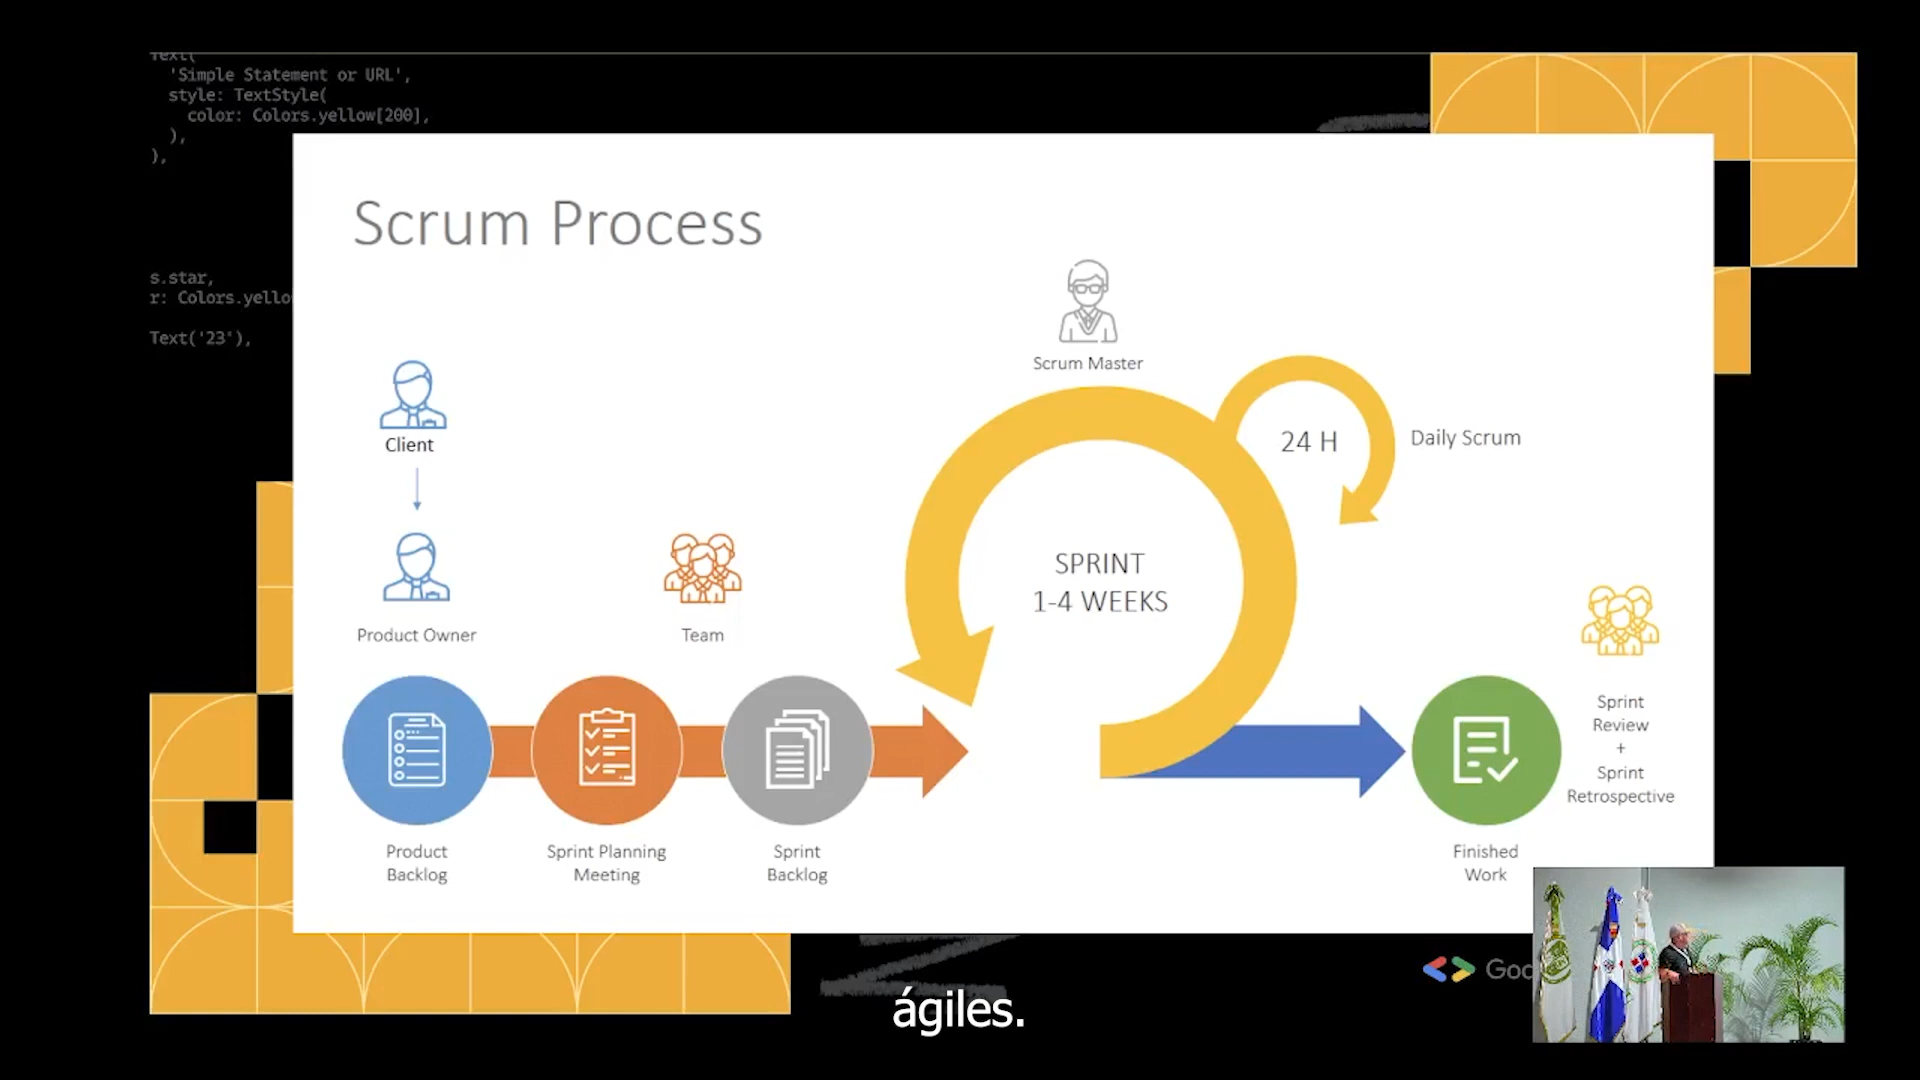 Text(
'Simple Statement or URL',
style: TextStyle(
color: Colors.yellow[200],
),
),
s.star,
r: Colors.yello
Text('23'),
Scrum Process
Scrum Master
Client
24 H
Daily Scrum
SPRINT
1-4 WEEKS
Product Owner
Team
Sprint
Review
+
Sprint
Retrospective
Product
Backlog
Sprint Planning
Meeting
Sprint
Backlog
Finished
Work
ágiles.